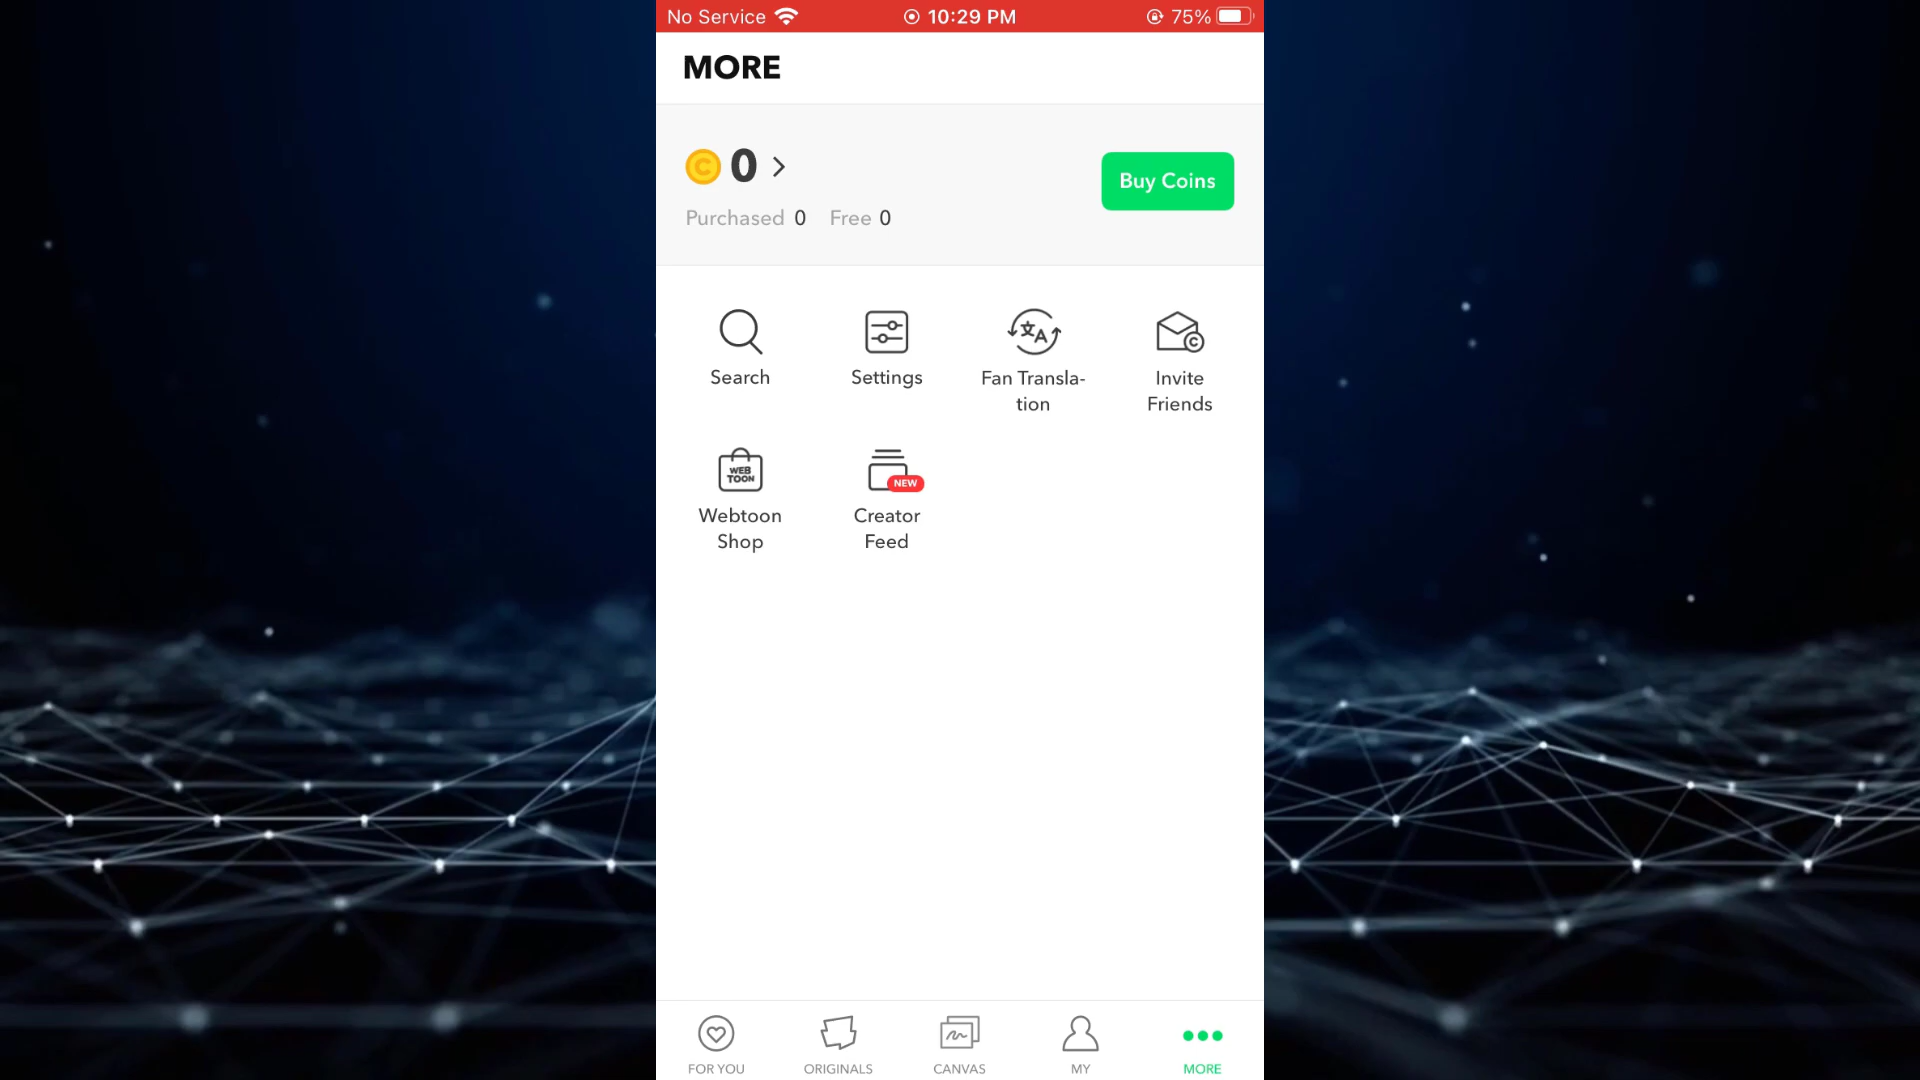 No Service 10:29 PM 75%
MORE
0
Buy Coins
Purchased 0 Free 0
Search Settings Fan Transla-
tion Invite
Friends
WEB
TOON
NEW
Webtoon
Shop Creator
Feed
FOR YOU ORIGINALS CANVAS MY MORE